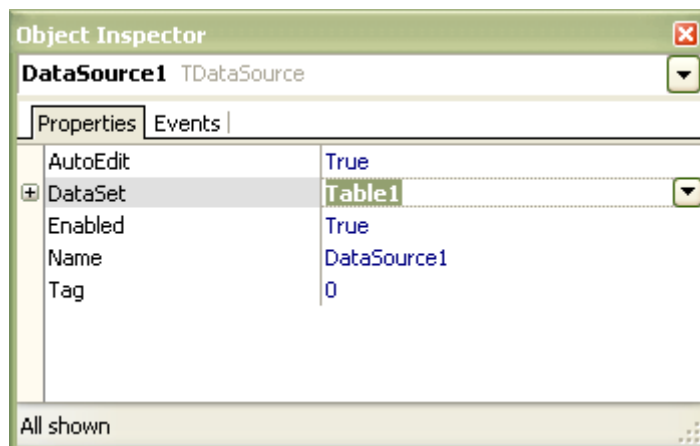 Object Inspector
DataSource1 TDataSource
Properties Events
AutoEdit True
DataSet Table1
Enabled True
Name DataSource1
Tag 0
All shown